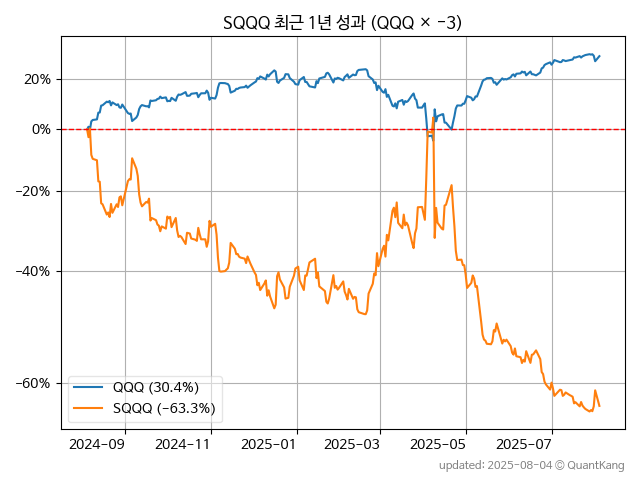 SQQQ 최근 1년 성과 (QQQ × −3)
20%
0%
−20%
−40%
−60%
QQQ (30.4%)
SQQQ (−63.3%)
2024-09 2024-11 2025-01 2025-03 2025-05 2025-07
updated: 2025-08-04 © QuantKang